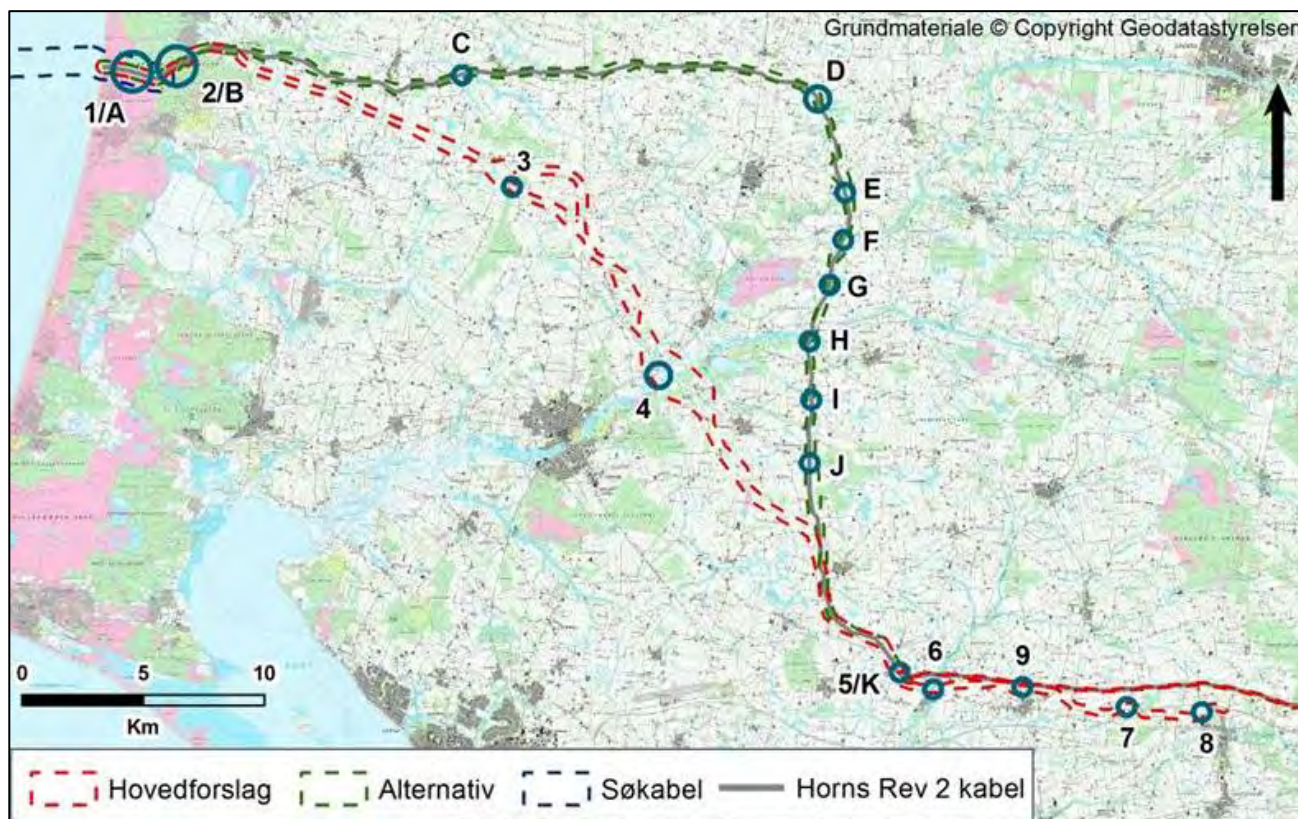 Grundmateriale © Copyright Geodatastyrelsen
1/A
2/B
C
D
3
E
F
G
H
4
I
J
5/K
6
9
7
8
0 5 10
Km
Hovedforslag Alternativ Søkabel Horns Rev 2 kabel